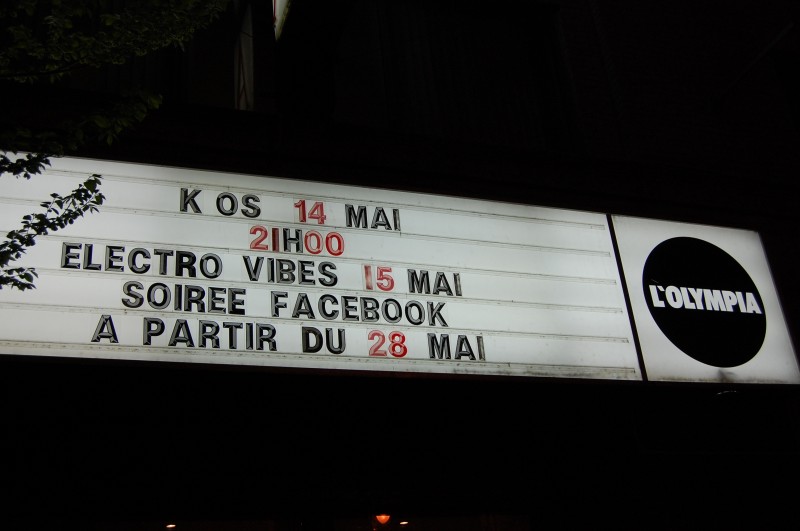 K OS 14 MAI
21H00
ELECTRO VIBES 15 MAI
SOIREE FACEBOOK
A PARTIR DU 28 MAI
L'OLYMPIA